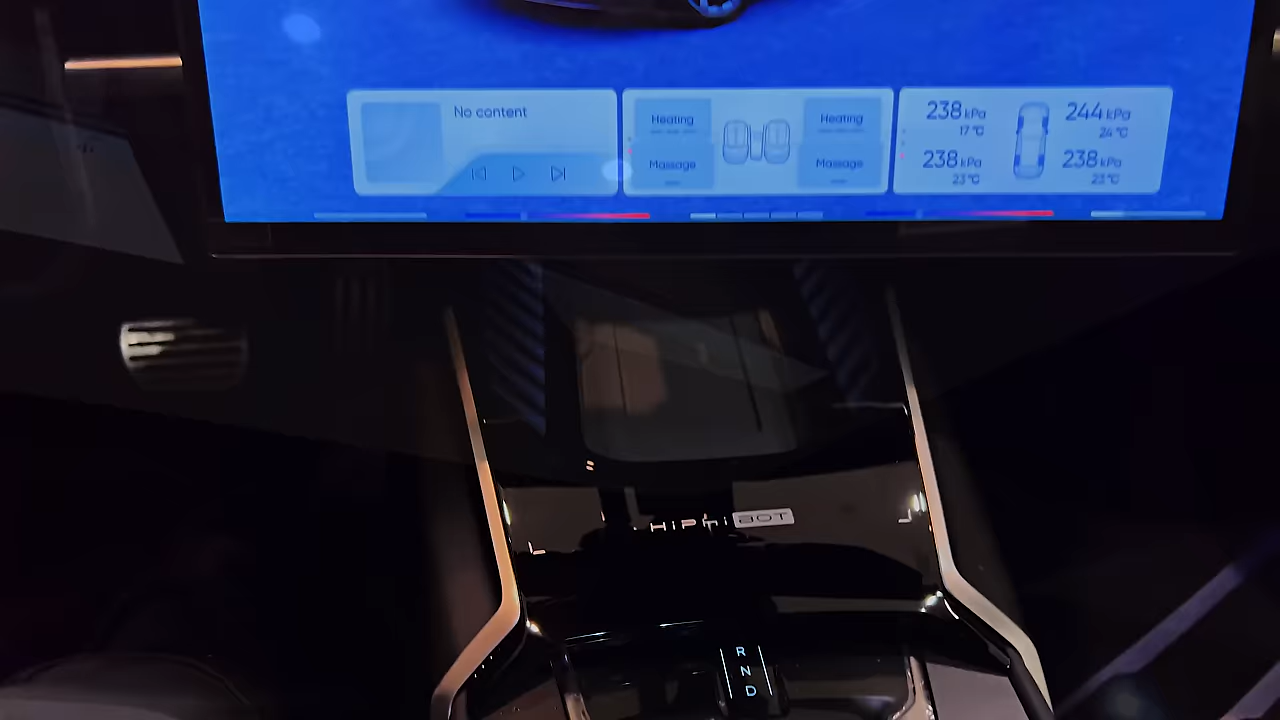 No content
Heating
Massage
Heating
Massage
238 kPa
17 °C
244 kPa
24 °C
238 kPa
23 °C
238 kPa
23 °C
HiPHi BOT
R
N
D